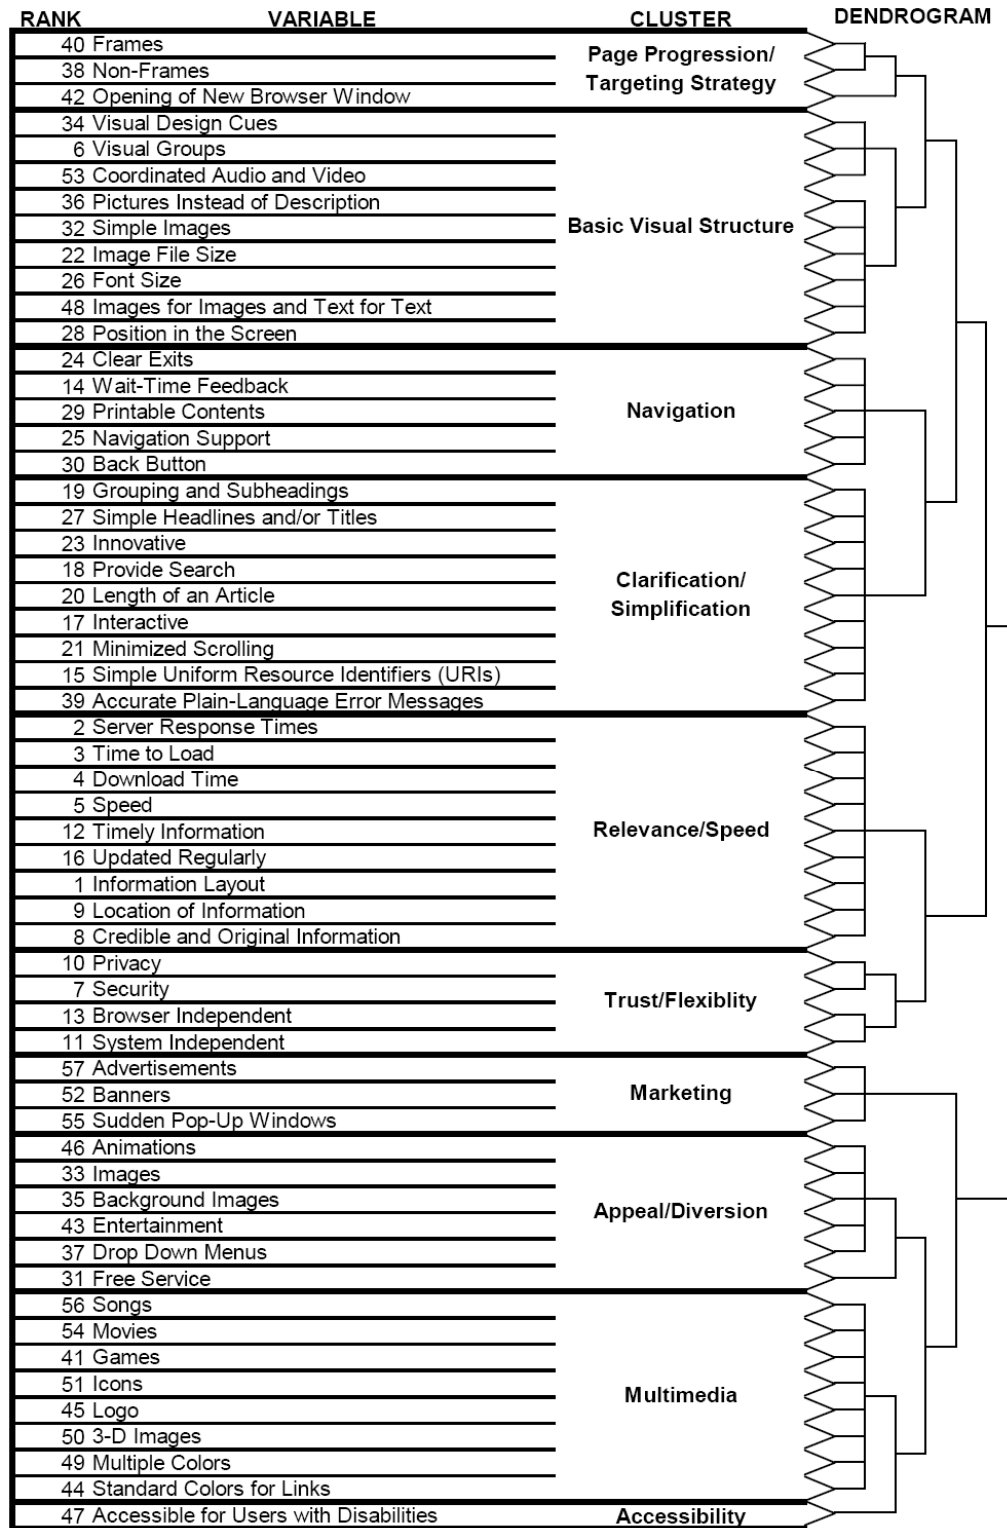 RANK VARIABLE CLUSTER DENDROGRAM
40 Frames
38 Non-Frames
42 Opening of New Browser Window
Page Progression/
Targeting Strategy
34 Visual Design Cues
6 Visual Groups
53 Coordinated Audio and Video
36 Pictures Instead of Description
32 Simple Images
22 Image File Size
26 Font Size
48 Images for Images and Text for Text
28 Position in the Screen
Basic Visual Structure
24 Clear Exits
14 Wait-Time Feedback
29 Printable Contents
25 Navigation Support
30 Back Button
Navigation
19 Grouping and Subheadings
27 Simple Headlines and/or Titles
23 Innovative
18 Provide Search
20 Length of an Article
17 Interactive
21 Minimized Scrolling
15 Simple Uniform Resource Identifiers (URIs)
39 Accurate Plain-Language Error Messages
Clarification/
Simplification
2 Server Response Times
3 Time to Load
4 Download Time
5 Speed
12 Timely Information
16 Updated Regularly
1 Information Layout
9 Location of Information
8 Credible and Original Information
Relevance/Speed
10 Privacy
7 Security
13 Browser Independent
11 System Independent
Trust/Flexiblity
57 Advertisements
52 Banners
55 Sudden Pop-Up Windows
Marketing
46 Animations
33 Images
35 Background Images
43 Entertainment
37 Drop Down Menus
31 Free Service
Appeal/Diversion
56 Songs
54 Movies
41 Games
51 Icons
45 Logo
50 3-D Images
49 Multiple Colors
44 Standard Colors for Links
Multimedia
47 Accessible for Users with Disabilities
Accessibility